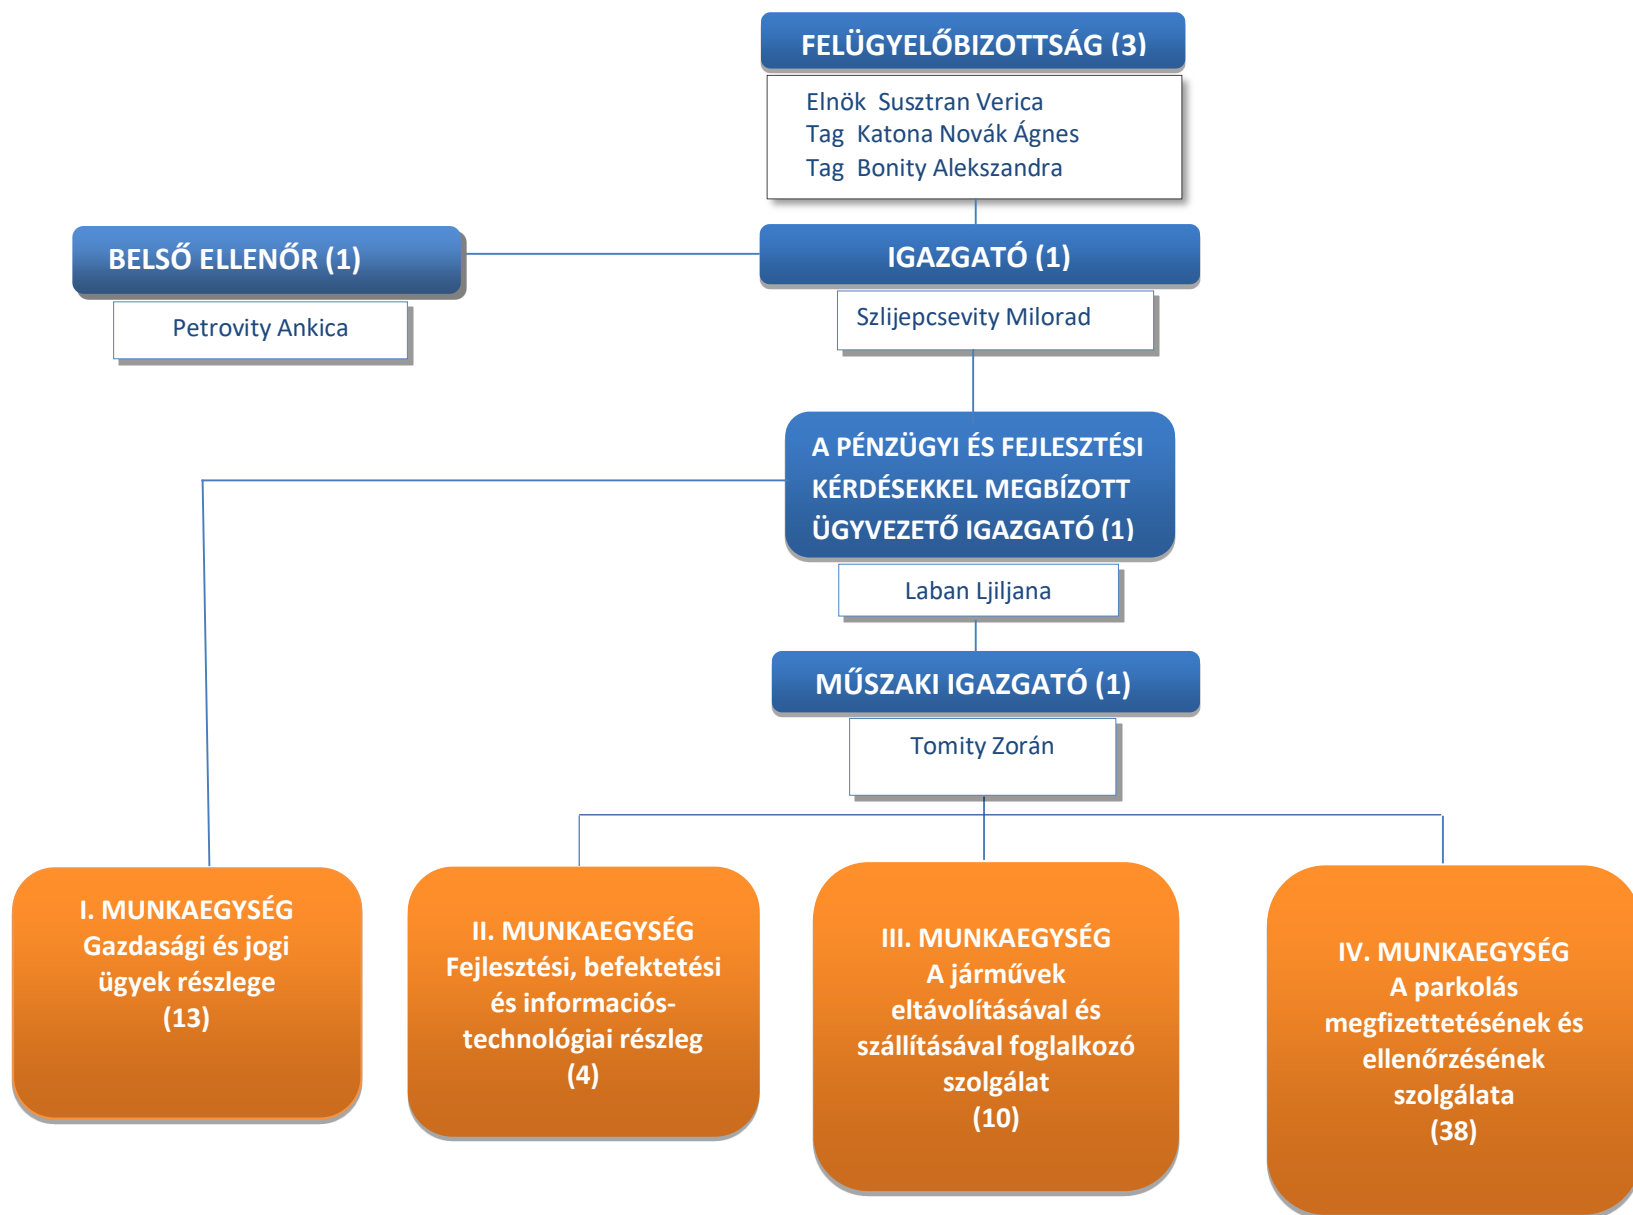 FELÜGYELŐBIZOTTSÁG (3)
Elnök  Susztran Verica
Tag  Katona Novák Ágnes
Tag  Bonity Alekszandra
BELSŐ ELLENŐR (1)
Petrovity Ankica
IGAZGATÓ (1)
Szlijepcsevity Milorad
A PÉNZÜGYI ÉS FEJLESZTÉSI
KÉRDÉSEKKEL MEGBÍZOTT
ÜGYVEZETŐ IGAZGATÓ (1)
Laban Ljiljana
MŰSZAKI IGAZGATÓ (1)
Tomity Zorán
I. MUNKAEGYSÉG
Gazdasági és jogi
ügyek részlege
(13)
II. MUNKAEGYSÉG
Fejlesztési, befektetési
és informaciós-
technológiai részleg
(4)
III. MUNKAEGYSÉG
A járművek
eltávolításával és
szállításával foglalkozó
szolgálat
(10)
IV. MUNKAEGYSÉG
A parkolás
megfizettetésének és
ellenőrzésének
szolgálata
(38)